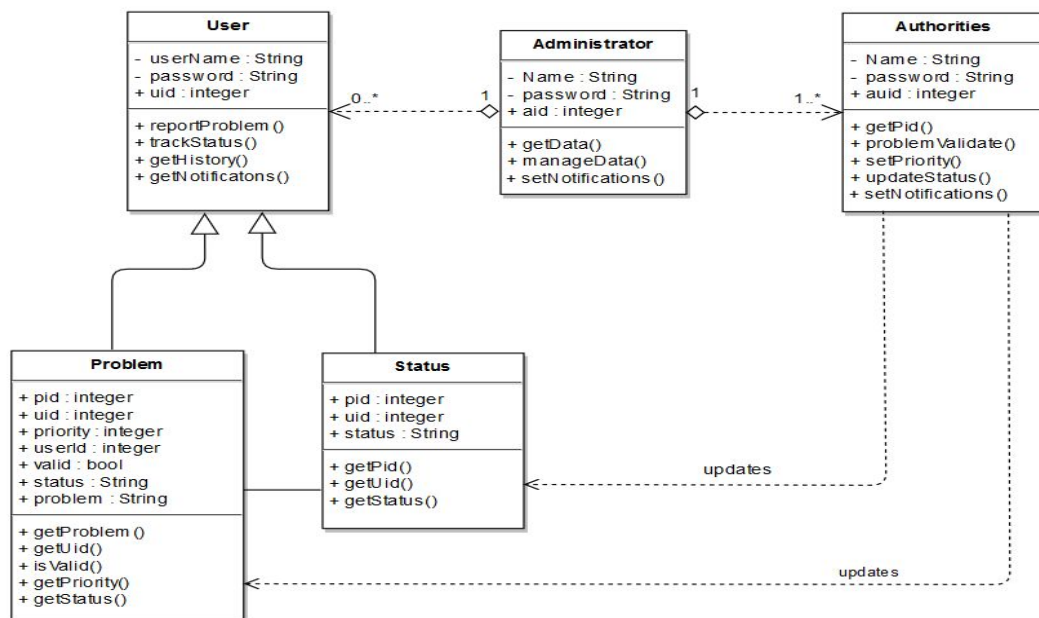 User
- userName : String
- password : String
+ uid : integer
+ reportProblem()
+ trackStatus()
+ getHistory()
+ getNotificatons()
0..*
1
Administrator
- Name : String
- password : String
+ aid : integer
+ getData()
+ manageData()
+ setNotifications()
1
1..*
Authorities
- Name : String
- password : String
+ auid : integer
+ getPid()
+ problemValidate()
+ setPriority()
+ updateStatus()
+ setNotifications()
Problem
+ pid : integer
+ uid : integer
+ priority : integer
+ userId : integer
+ valid : bool
+ status : String
+ problem : String
+ getProblem()
+ getUid()
+ isValid()
+ getPriority()
+ getStatus()
Status
+ pid : integer
+ uid : integer
+ status : String
+ getPid()
+ getUid()
+ getStatus()
updates
updates